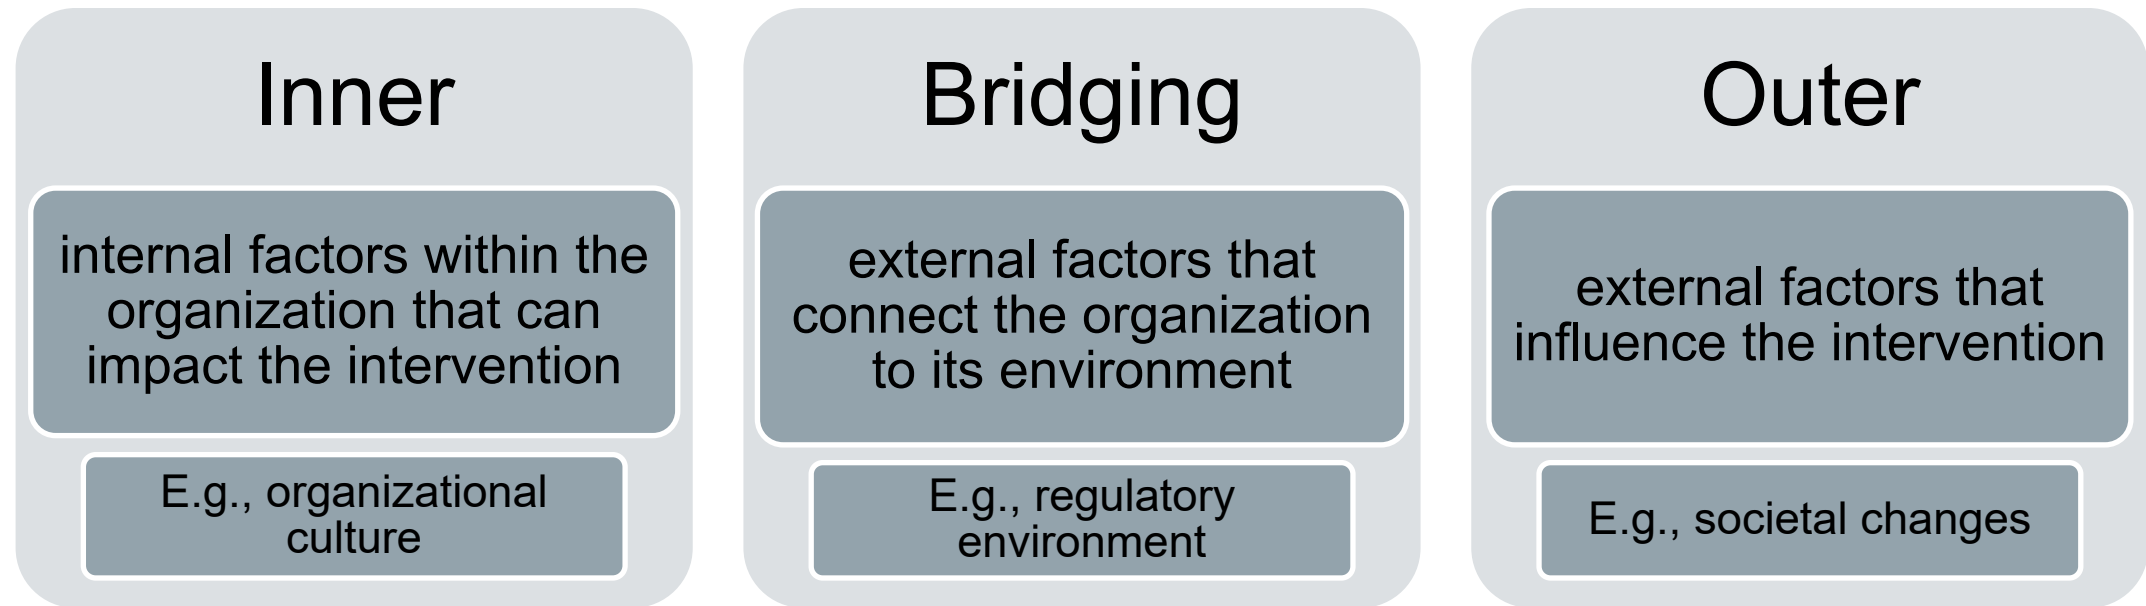 Inner
internal factors within the
organization that can
impact the intervention
E.g., organizational
culture
Bridging
external factors that
connect the organization
to its environment
E.g., regulatory
environment
Outer
external factors that
influence the intervention
E.g., societal changes